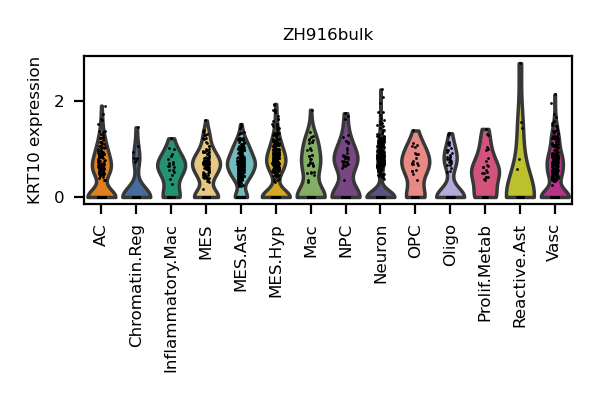 ZH916bulk
KRT10 expression
2
0
AC
Chromatin.Reg
Inflammatory.Mac
MES
MES.Ast
MES.Hyp
Mac
NPC
Neuron
OPC
Oligo
Prolif.Metab
Reactive.Ast
Vasc